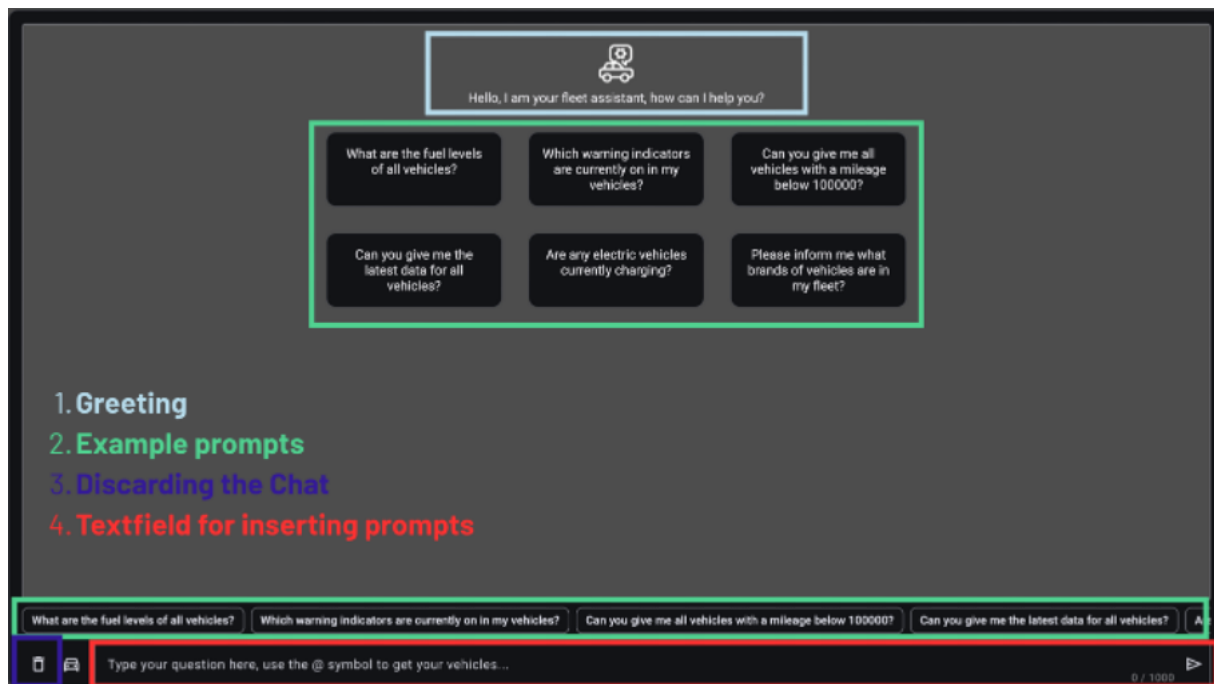 Hello, I am your fleet assistant, how can I help you?
What are the fuel levels
of all vehicles?
Which warning indicators
are currently on in my
vehicles?
Can you give me all
vehicles with a mileage
below 100000?
Can you give me the
latest data for all
vehicles?
Are any electric vehicles
currently charging?
Please inform me what
brands of vehicles are in
my fleet?
1. Greeting
2. Example prompts
3. Discarding the Chat
4. Textfield for inserting prompts
What are the fuel levels of all vehicles?
Which warning indicators are currently on in my vehicles?
Can you give me all vehicles with a mileage below 100000?
Can you give me the latest data for all vehicles?
Type your question here, use the @ symbol to get your vehicles...
0 / 1000